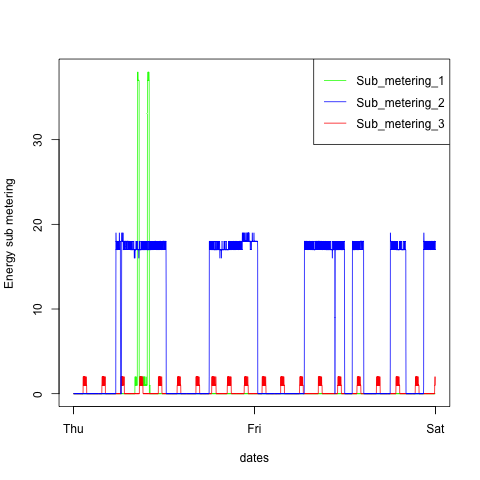 Sub_metering_1
Sub_metering_2
Sub_metering_3
Energy sub metering
30
20
10
0
Thu Fri Sat
dates